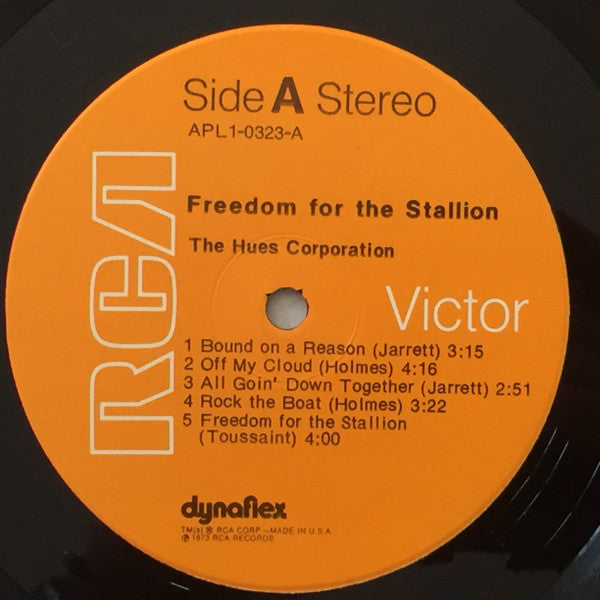 Side A Stereo
APL1-0323-A
Freedom for the Stallion
The Hues Corporation
RCA
Victor
1 Bound on a Reason (Jarrett) 3:15
2 Off My Cloud (Holmes) 4:16
3 All Goin' Down Together (Jarrett) 2:51
4 Rock the Boat (Holmes) 3:22
5 Freedom for the Stallion
(Toussaint) 4:00
dynaflex
TM(s) ® RCA CORP.—MADE IN U.S.A.
℗ 1973 RCA RECORDS